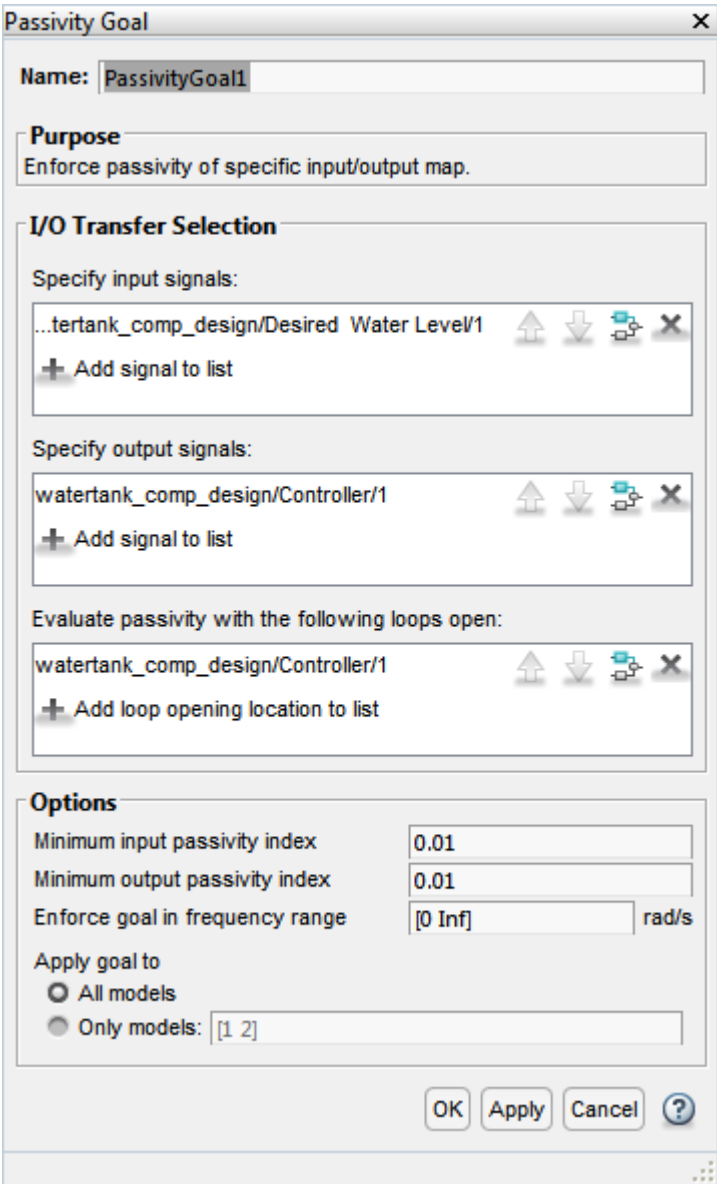 Passivity Goal
Name: PassivityGoal1
Purpose
Enforce passivity of specific input/output map.
I/O Transfer Selection
Specify input signals:
...tertank_comp_design/Desired  Water Level/1
Add signal to list
Specify output signals:
watertank_comp_design/Controller/1
Add signal to list
Evaluate passivity with the following loops open:
watertank_comp_design/Controller/1
Add loop opening location to list
Options
Minimum input passivity index 0.01
Minimum output passivity index 0.01
Enforce goal in frequency range [0 Inf] rad/s
Apply goal to
All models
Only models: [1 2]
OK Apply Cancel ?